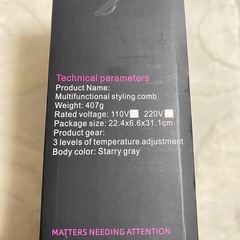 Technical parameters
Product Name:
Multifunctional styling comb
Weight: 407g
Rated voltage: 110V 220V
Package size: 22.4x6.6x31.1cm
Product gear:
3 levels of temperature adjustment
Body color: Starry gray
MATTERS NEEDING ATTENTION